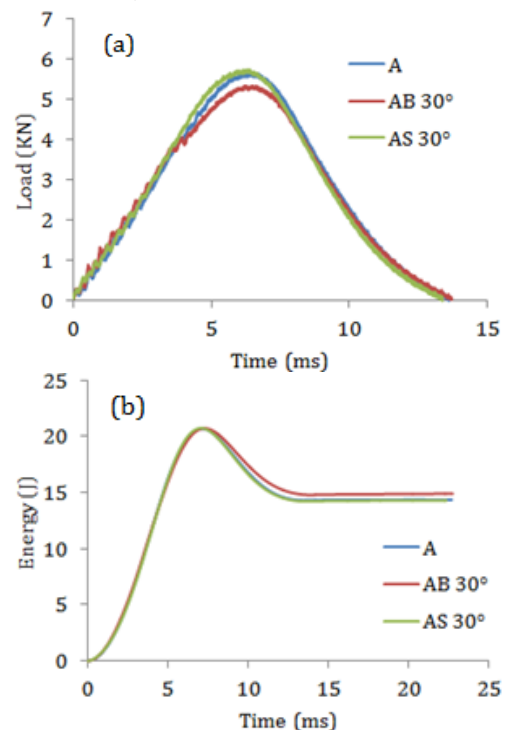 (a)
7
6
5
4
3
2
1
0
Load (KN)
A
AB 30°
AS 30°
0 5 10 15
Time (ms)
(b)
25
20
15
10
5
0
Energy (J)
A
AB 30°
AS 30°
0 5 10 15 20 25
Time (ms)